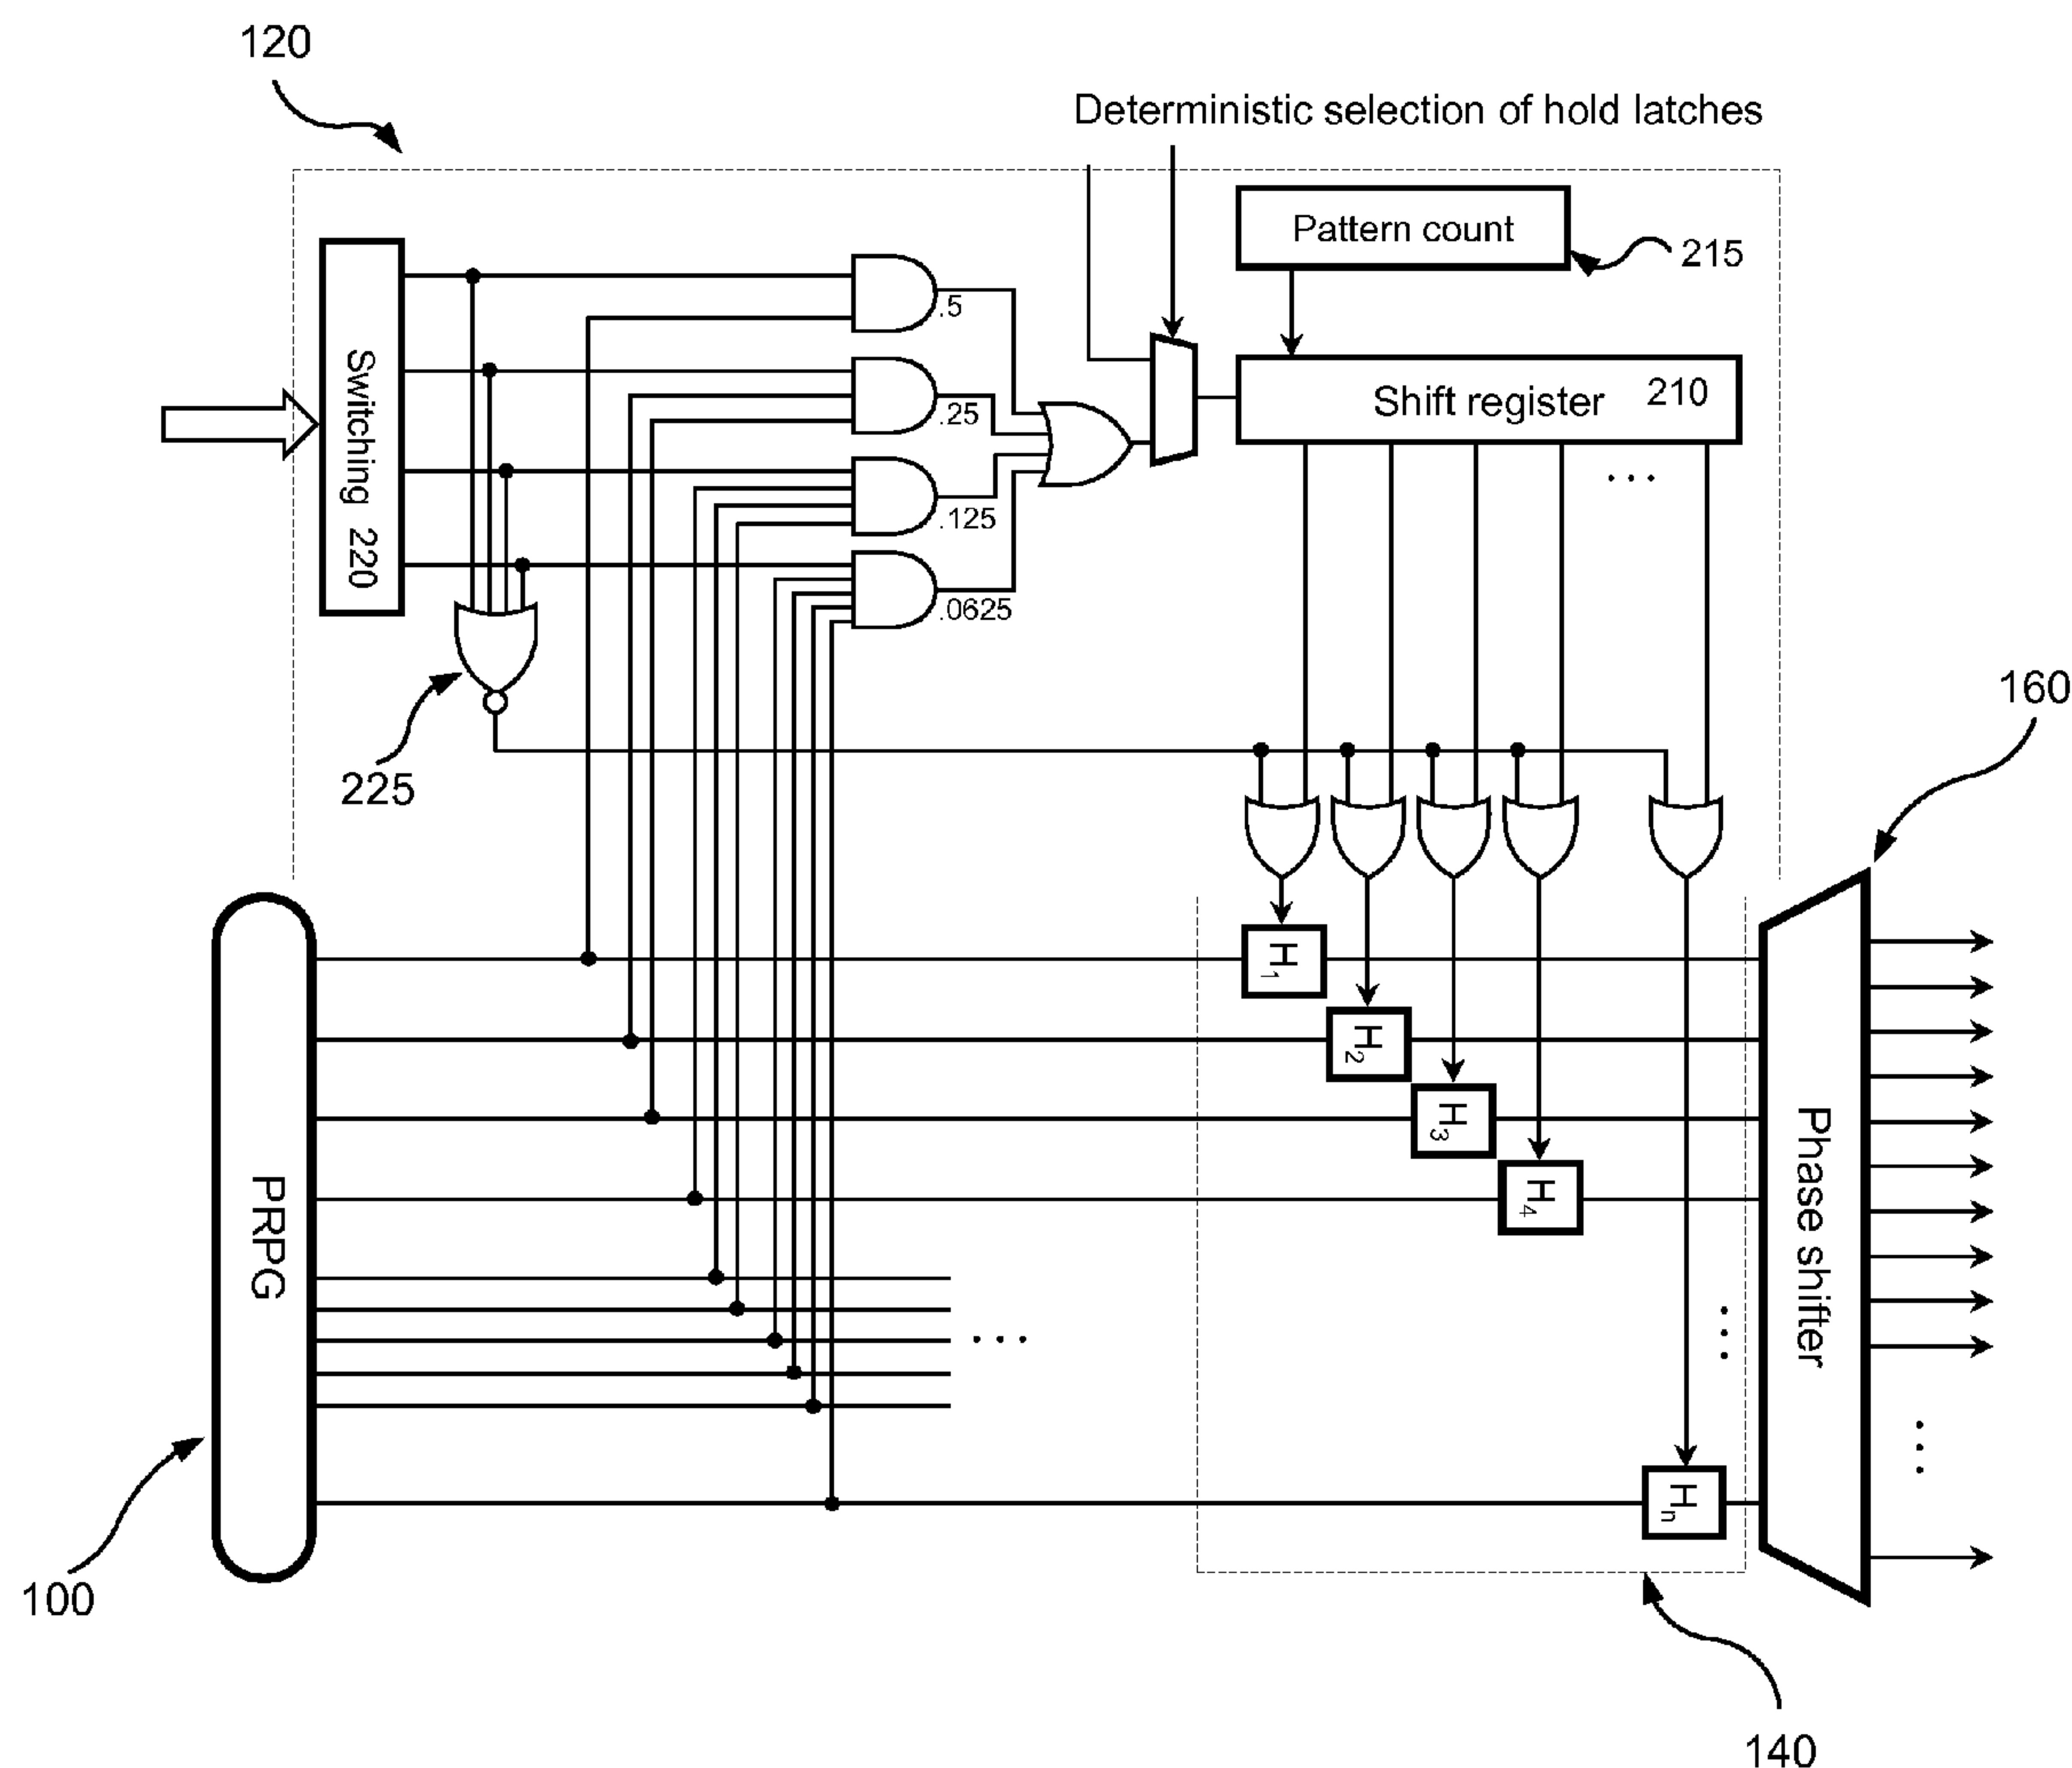 120
Deterministic selection of hold latches
Pattern count
215
Switching 220
.5
.25
.125
.0625
Shift register 210
...
225
160
H1
H2
H3
H4
Hn
PRPG
...
Phase shifter
100
140